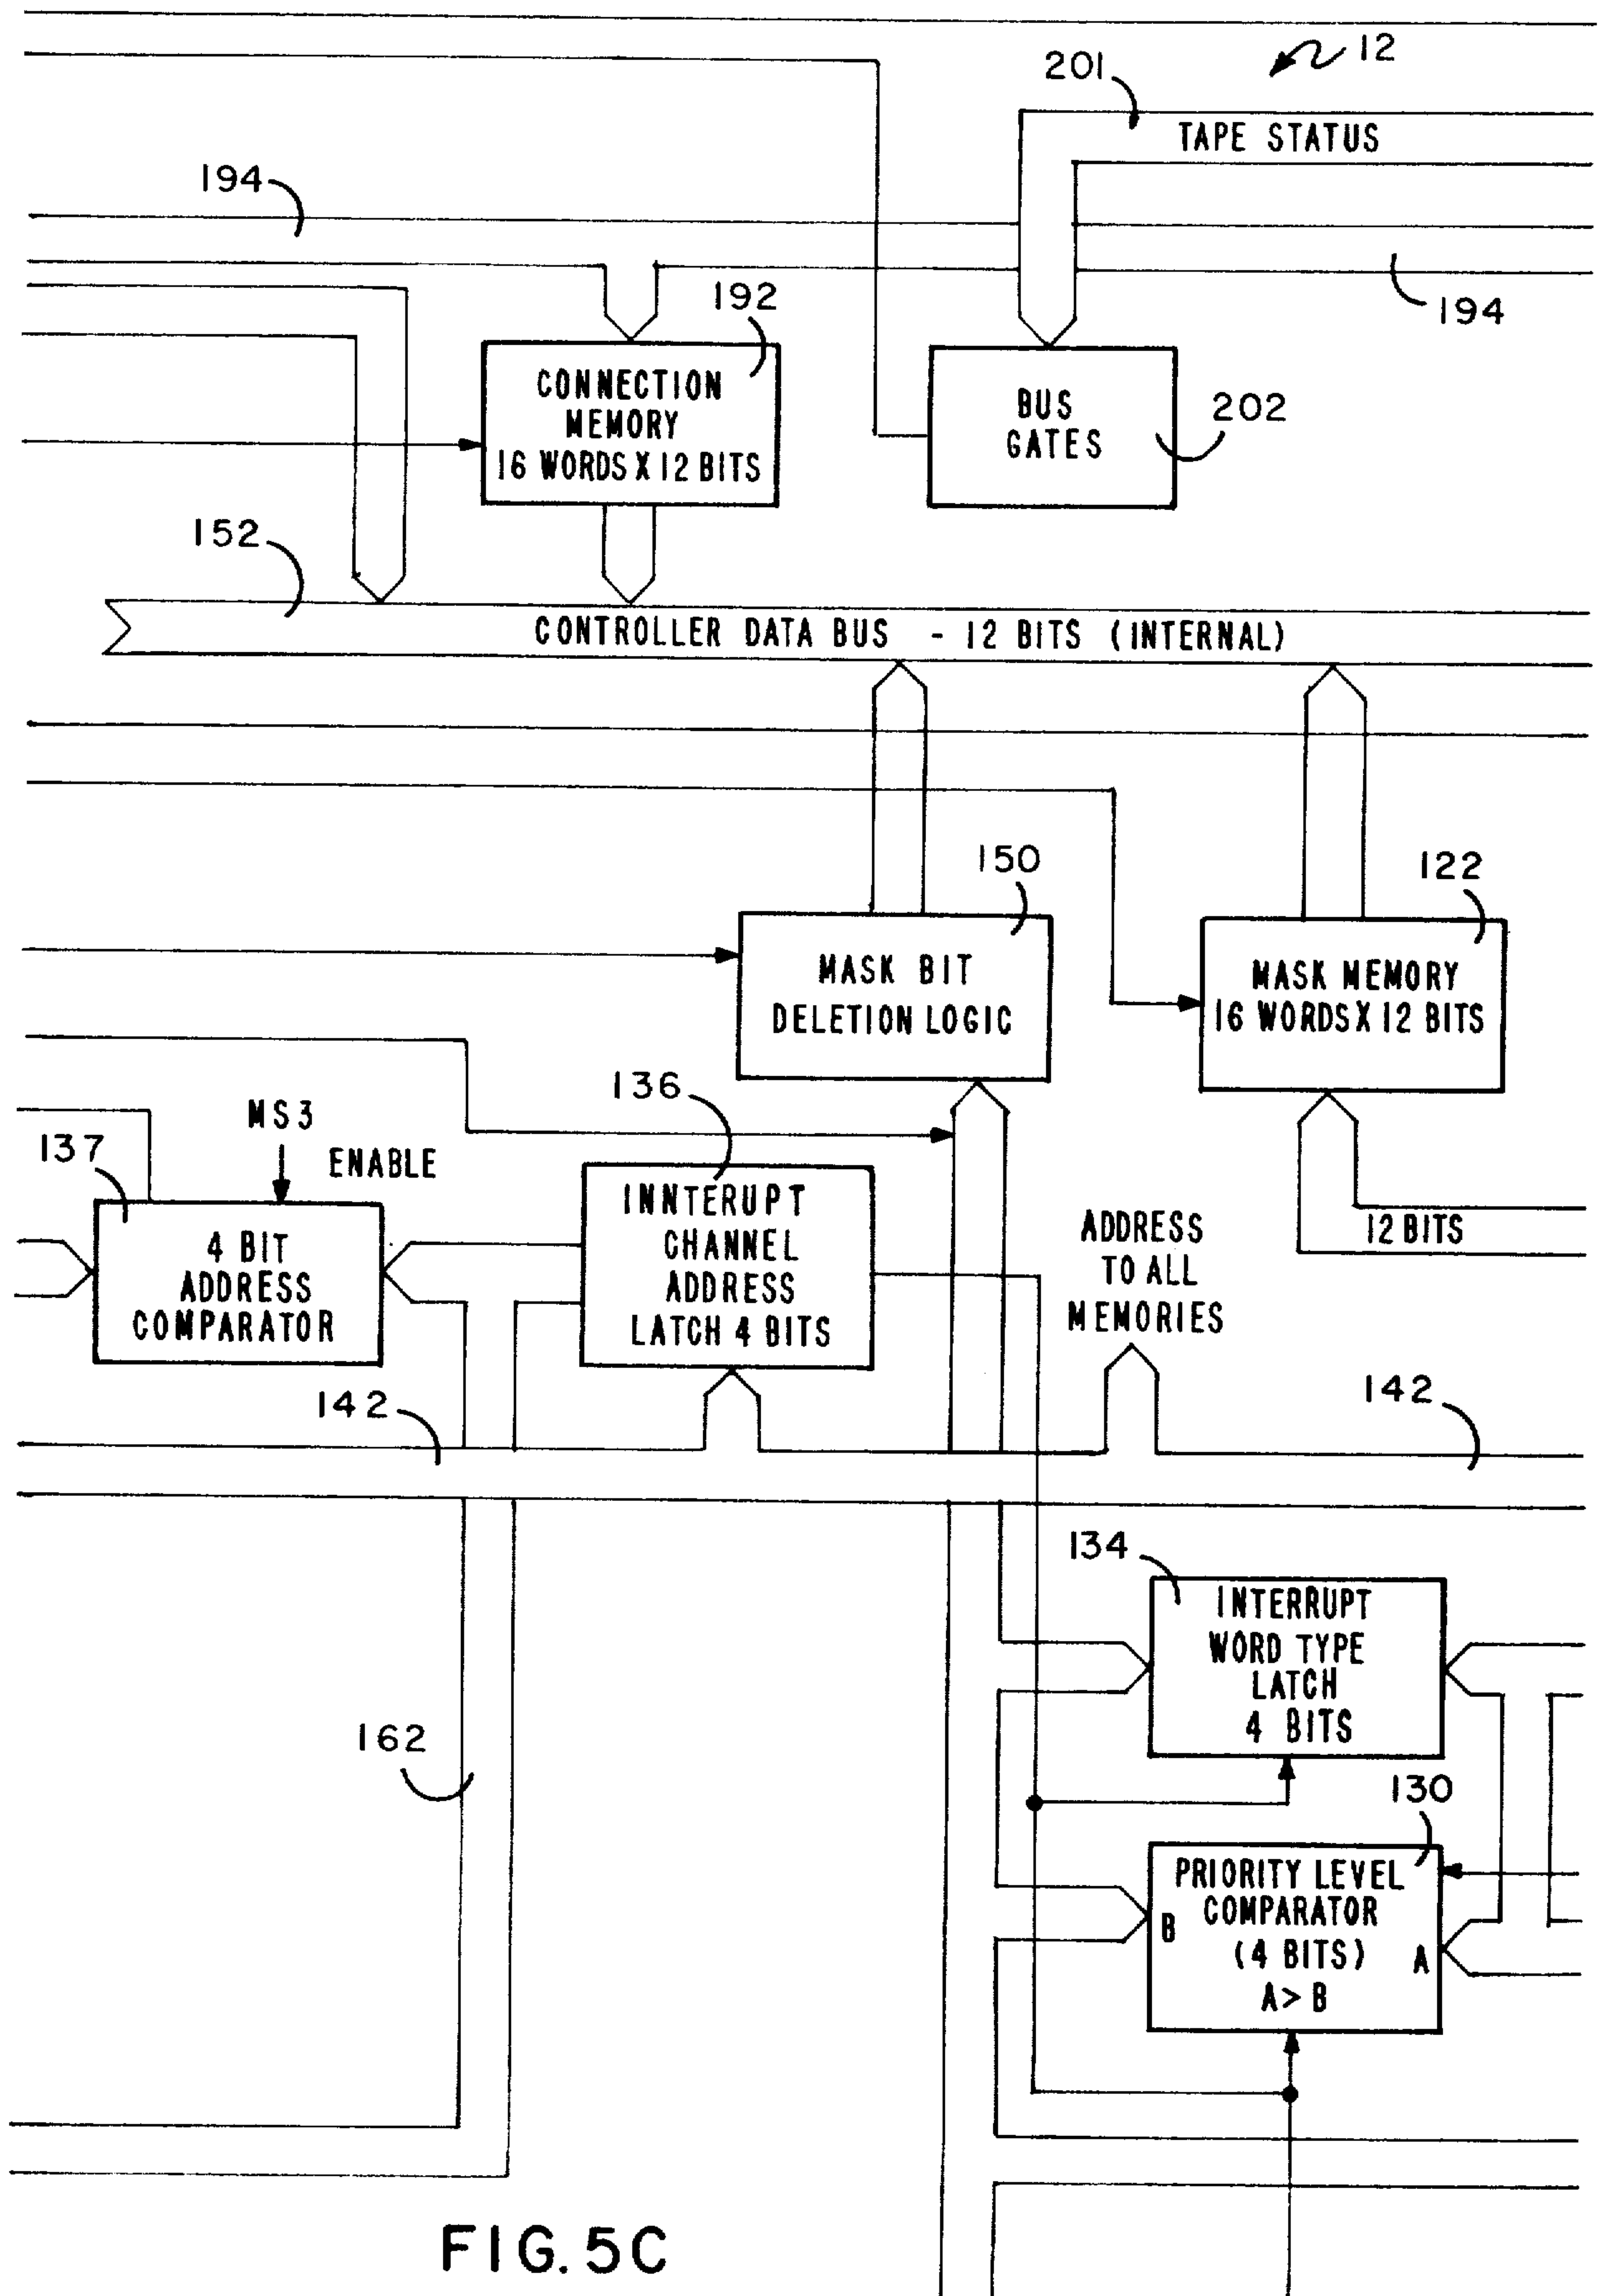 12
201
TAPE STATUS
194
194
192
CONNECTION
MEMORY
16 WORDS X 12 BITS
BUS
GATES
202
152
CONTROLLER DATA BUS - 12 BITS (INTERNAL)
150
122
MASK BIT
DELETION LOGIC
MASK MEMORY
16 WORDS X 12 BITS
136
MS3
ENABLE
137
4 BIT
ADDRESS
COMPARATOR
INNTERUPT
CHANNEL
ADDRESS
LATCH 4 BITS
ADDRESS
TO ALL
MEMORIES
12 BITS
142
142
134
INTERRUPT
WORD TYPE
LATCH
4 BITS
162
130
PRIORITY LEVEL
COMPARATOR
(4 BITS)
A > B
B
A
FIG. 5C